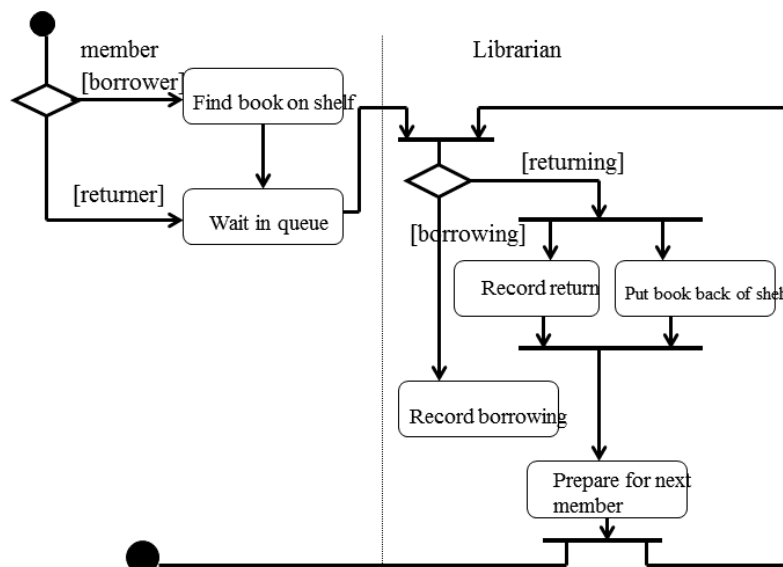 member
Librarian
[borrower]
Find book on shelf
[returning]
[returner]
Wait in queue
[borrowing]
Record return
Put book back of shelf
Record borrowing
Prepare for next
member